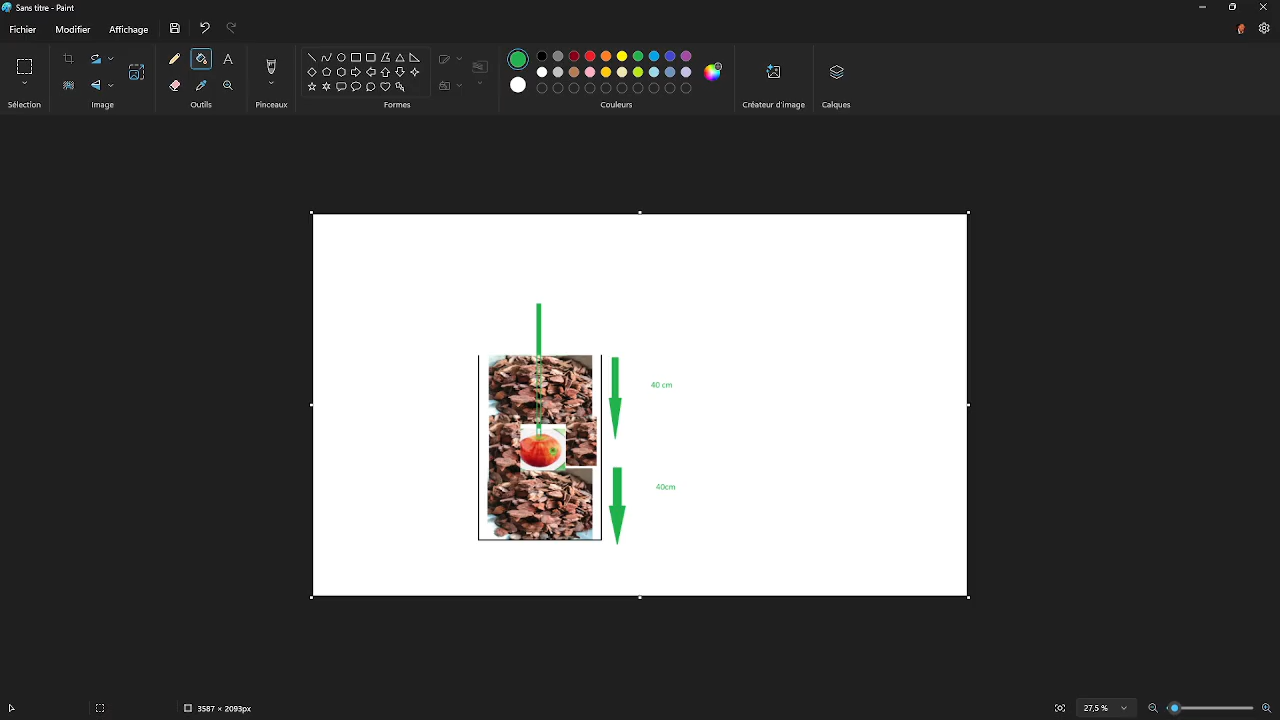 Sans titre - Paint
Fichier Modifier Affichage
Sélection Image Outils Pinceaux Formes Couleurs Créateur d'image Calques
40 cm
40cm
3587 × 2093px 27,5 %